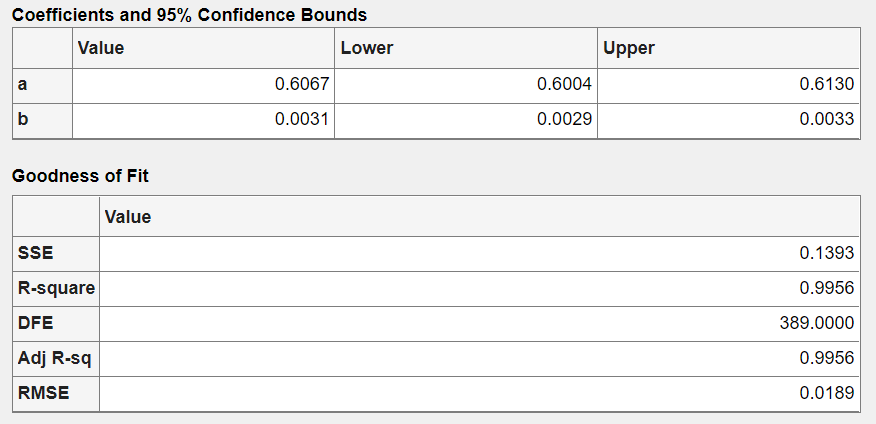 Coefficients and 95% Confidence Bounds
Value Lower Upper
a 0.6067 0.6004 0.6130
b 0.0031 0.0029 0.0033
Goodness of Fit
Value
SSE 0.1393
R-square 0.9956
DFE 389.0000
Adj R-sq 0.9956
RMSE 0.0189